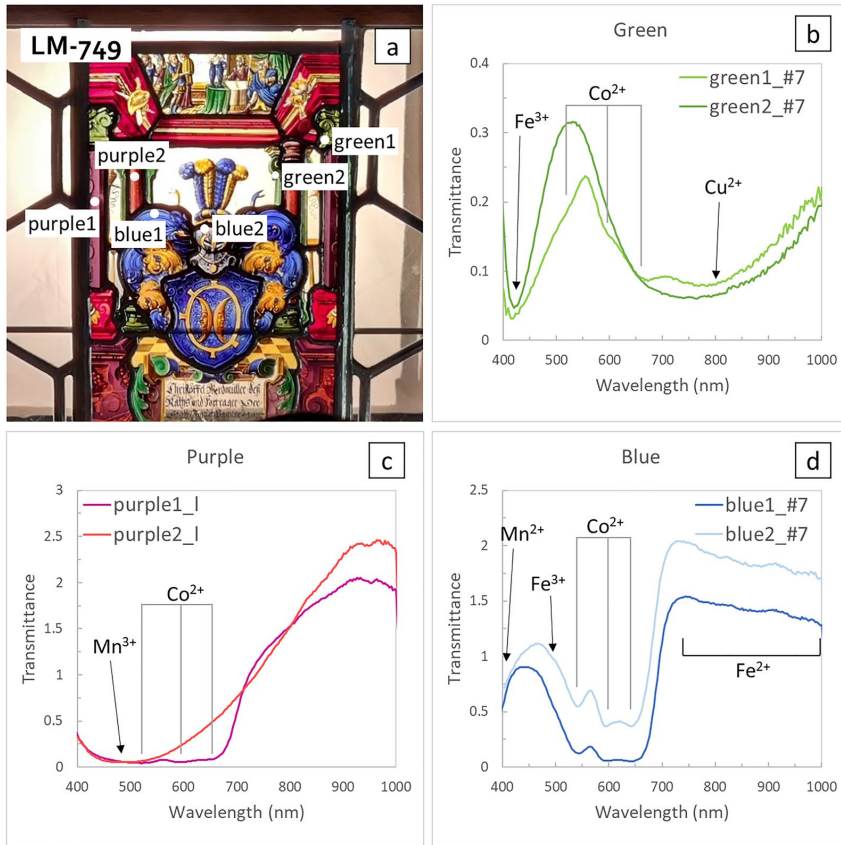 LM-749
a
green1
purple2
green2
purple1
blue1
blue2
b
Green
green1_#7
green2_#7
Co²⁺
Fe³⁺
Cu²⁺
Transmittance
0.4
0.3
0.2
0.1
0
400 500 600 700 800 900 1000
Wavelength (nm)
c
Purple
purple1_I
purple2_I
Co²⁺
Mn³⁺
Transmittance
3
2.5
2
1.5
1
0.5
0
400 500 600 700 800 900 1000
Wavelength (nm)
d
Blue
blue1_#7
blue2_#7
Mn²⁺
Co²⁺
Fe³⁺
Fe²⁺
Transmittance
2.5
2
1.5
1
0.5
0
400 500 600 700 800 900 1000
Wavelength (nm)